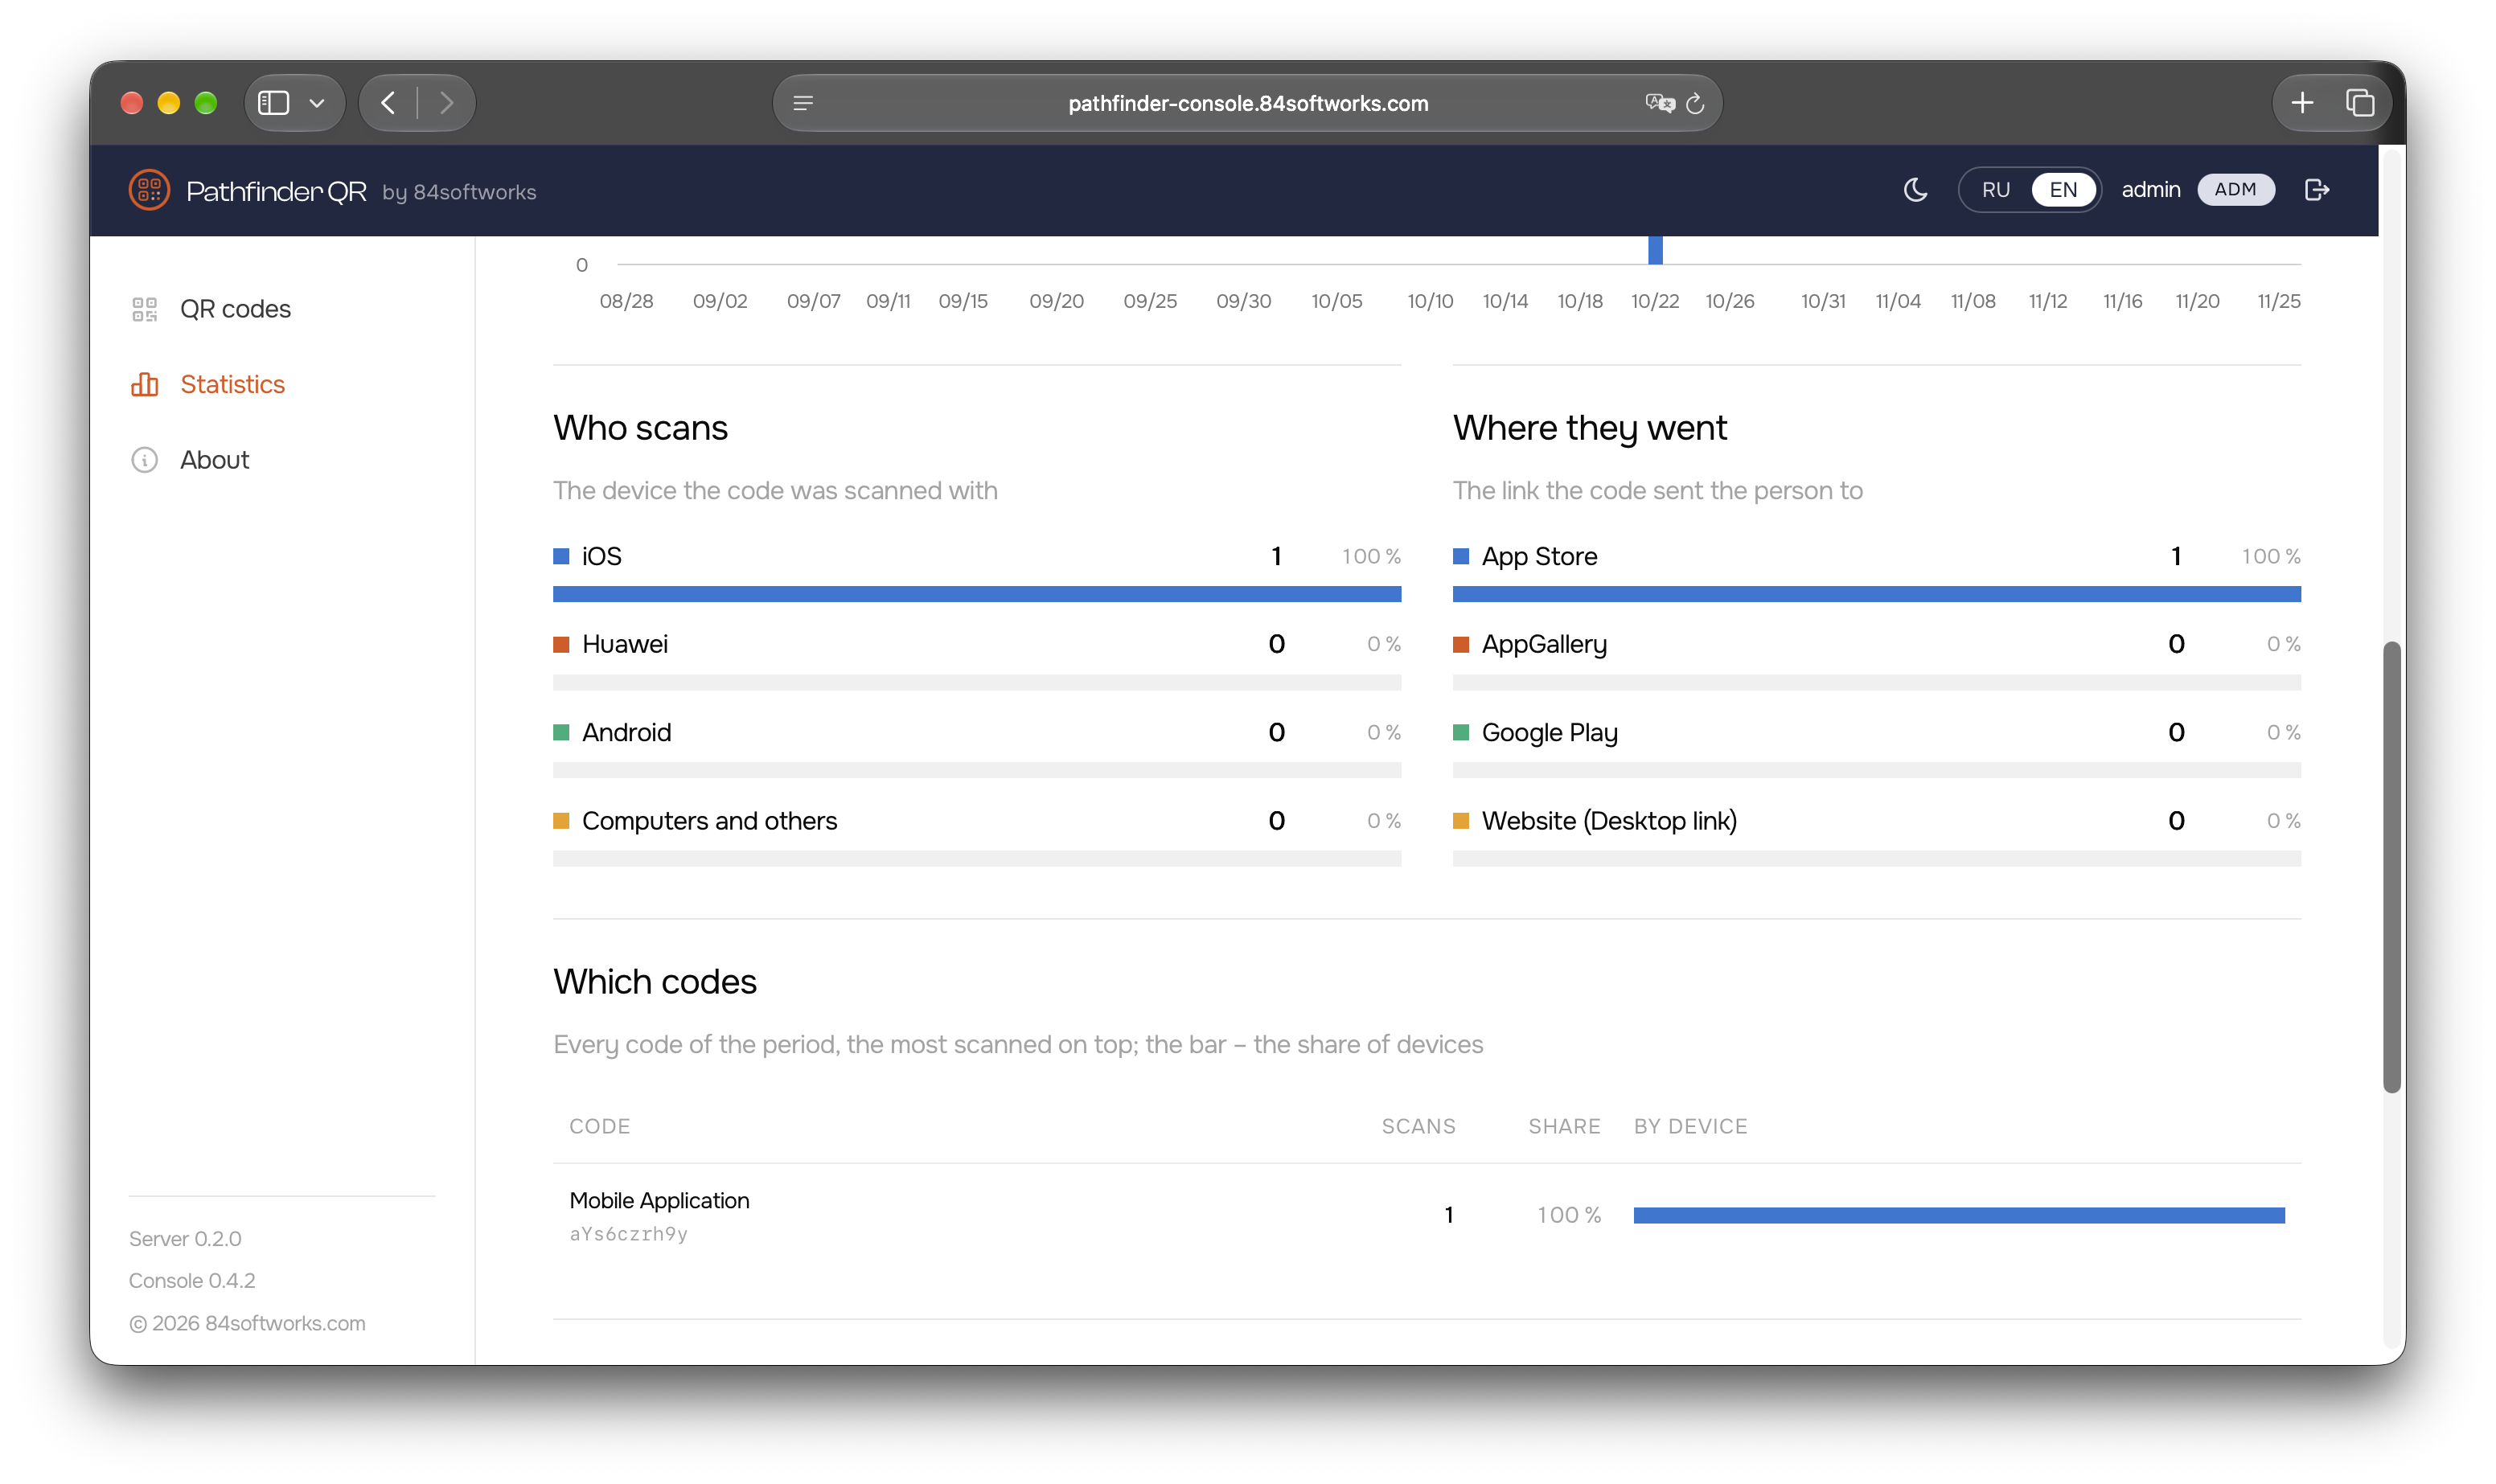 pathfinder-console.84softworks.com
Pathfinder QR by 84softworks
RU EN admin ADM
QR codes
Statistics
About
0
08/28 09/02 09/07 09/11 09/15 09/20 09/25 09/30 10/05 10/10 10/14 10/18 10/22 10/26 10/31 11/04 11/08 11/12 11/16 11/20 11/25
Who scans
The device the code was scanned with
iOS 1 100 %
Huawei 0 0 %
Android 0 0 %
Computers and others 0 0 %
Where they went
The link the code sent the person to
App Store 1 100 %
AppGallery 0 0 %
Google Play 0 0 %
Website (Desktop link) 0 0 %
Which codes
Every code of the period, the most scanned on top; the bar – the share of devices
CODE SCANS SHARE BY DEVICE
Mobile Application 1 100 %
aYs6czrh9y
Server 0.2.0
Console 0.4.2
© 2026 84softworks.com